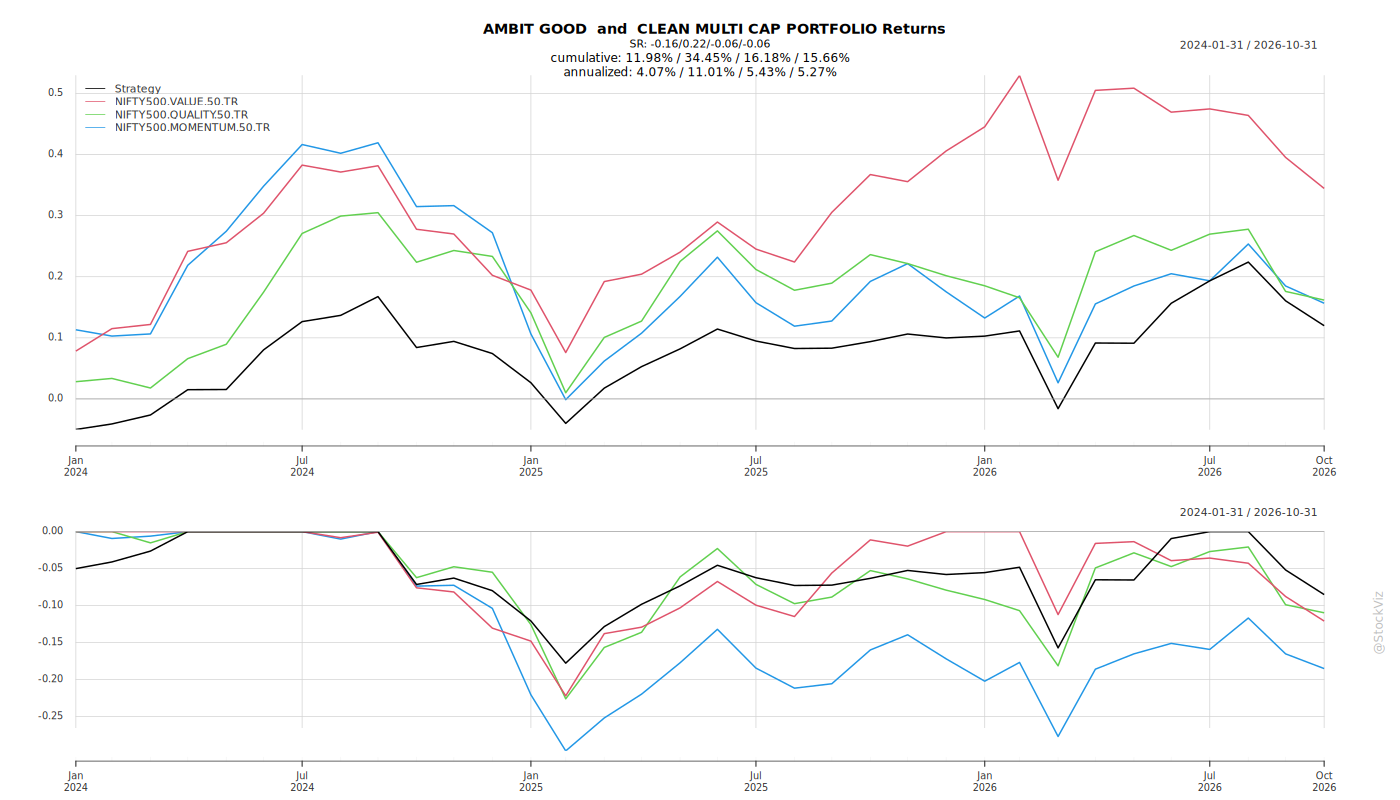 AMBIT GOOD  and  CLEAN MULTI CAP PORTFOLIO Returns
SR: -0.16/0.22/-0.06/-0.06
cumulative: 11.98% / 34.45% / 16.18% / 15.66%
annualized: 4.07% / 11.01% / 5.43% / 5.27%
2024-01-31 / 2026-10-31
Strategy
NIFTY500.VALUE.50.TR
NIFTY500.QUALITY.50.TR
NIFTY500.MOMENTUM.50.TR
0.5
0.4
0.3
0.2
0.1
0.0
Jan Jul Jan Jul Jan Jul Oct
2024 2024 2025 2025 2026 2026 2026
2024-01-31 / 2026-10-31
0.00
-0.05
-0.10
-0.15
-0.20
-0.25
Jan Jul Jan Jul Jan Jul Oct
2024 2024 2025 2025 2026 2026 2026
@StockViz